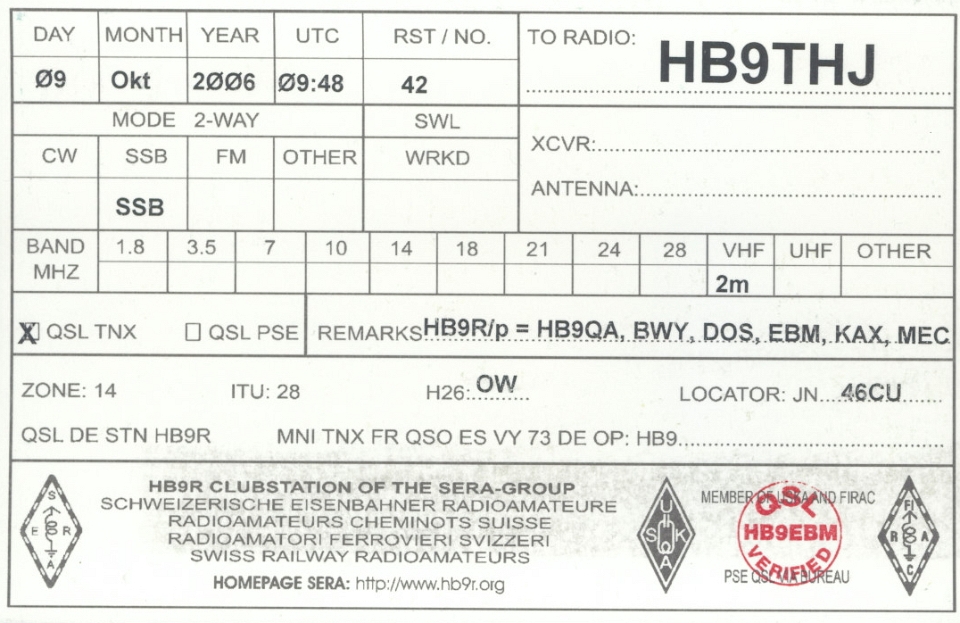 DAY MONTH YEAR UTC RST / NO. TO RADIO: HB9THJ
Ø9 Okt 2ØØ6 Ø9:48 42
MODE 2-WAY SWL
CW SSB FM OTHER WRKD XCVR:
SSB ANTENNA:
BAND MHZ 1.8 3.5 7 10 14 18 21 24 28 VHF UHF OTHER
2m
X QSL TNX QSL PSE REMARKS HB9R/p = HB9QA, BWY, DOS, EBM, KAX, MEC
ZONE: 14 ITU: 28 H26: OW LOCATOR: JN 46CU
QSL DE STN HB9R MNI TNX FR QSO ES VY 73 DE OP: HB9
SERA
HB9R CLUBSTATION OF THE SERA-GROUP
SCHWEIZERISCHE EISENBAHNER RADIOAMATEURE
RADIOAMATEURS CHEMINOTS SUISSE
RADIOAMATORI FERROVIERI SVIZZERI
SWISS RAILWAY RADIOAMATEURS
HOMEPAGE SERA: http://www.hb9r.org
USKA
MEMBER OF USKA AND FIRAC
QSL
HB9EBM
VERIFIED
PSE QSL VIA BUREAU
FIRAC